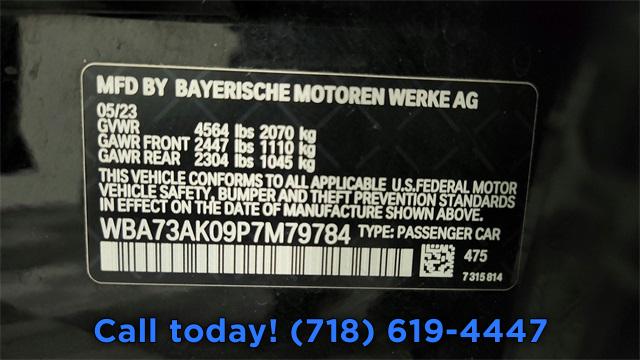 MFD BY BAYERISCHE MOTOREN WERKE AG
05/23
GVWR 4564 lbs 2070 kg
GAWR FRONT 2447 lbs 1110 kg
GAWR REAR 2304 lbs 1045 kg
THIS VEHICLE CONFORMS TO ALL APPLICABLE U.S.FEDERAL MOTOR
VEHICLE SAFETY, BUMPER AND THEFT PREVENTION STANDARDS
IN EFFECT ON THE DATE OF MANUFACTURE SHOWN ABOVE.
WBA73AK09P7M79784 TYPE: PASSENGER CAR
475
7315814
Call today! (718) 619-4447